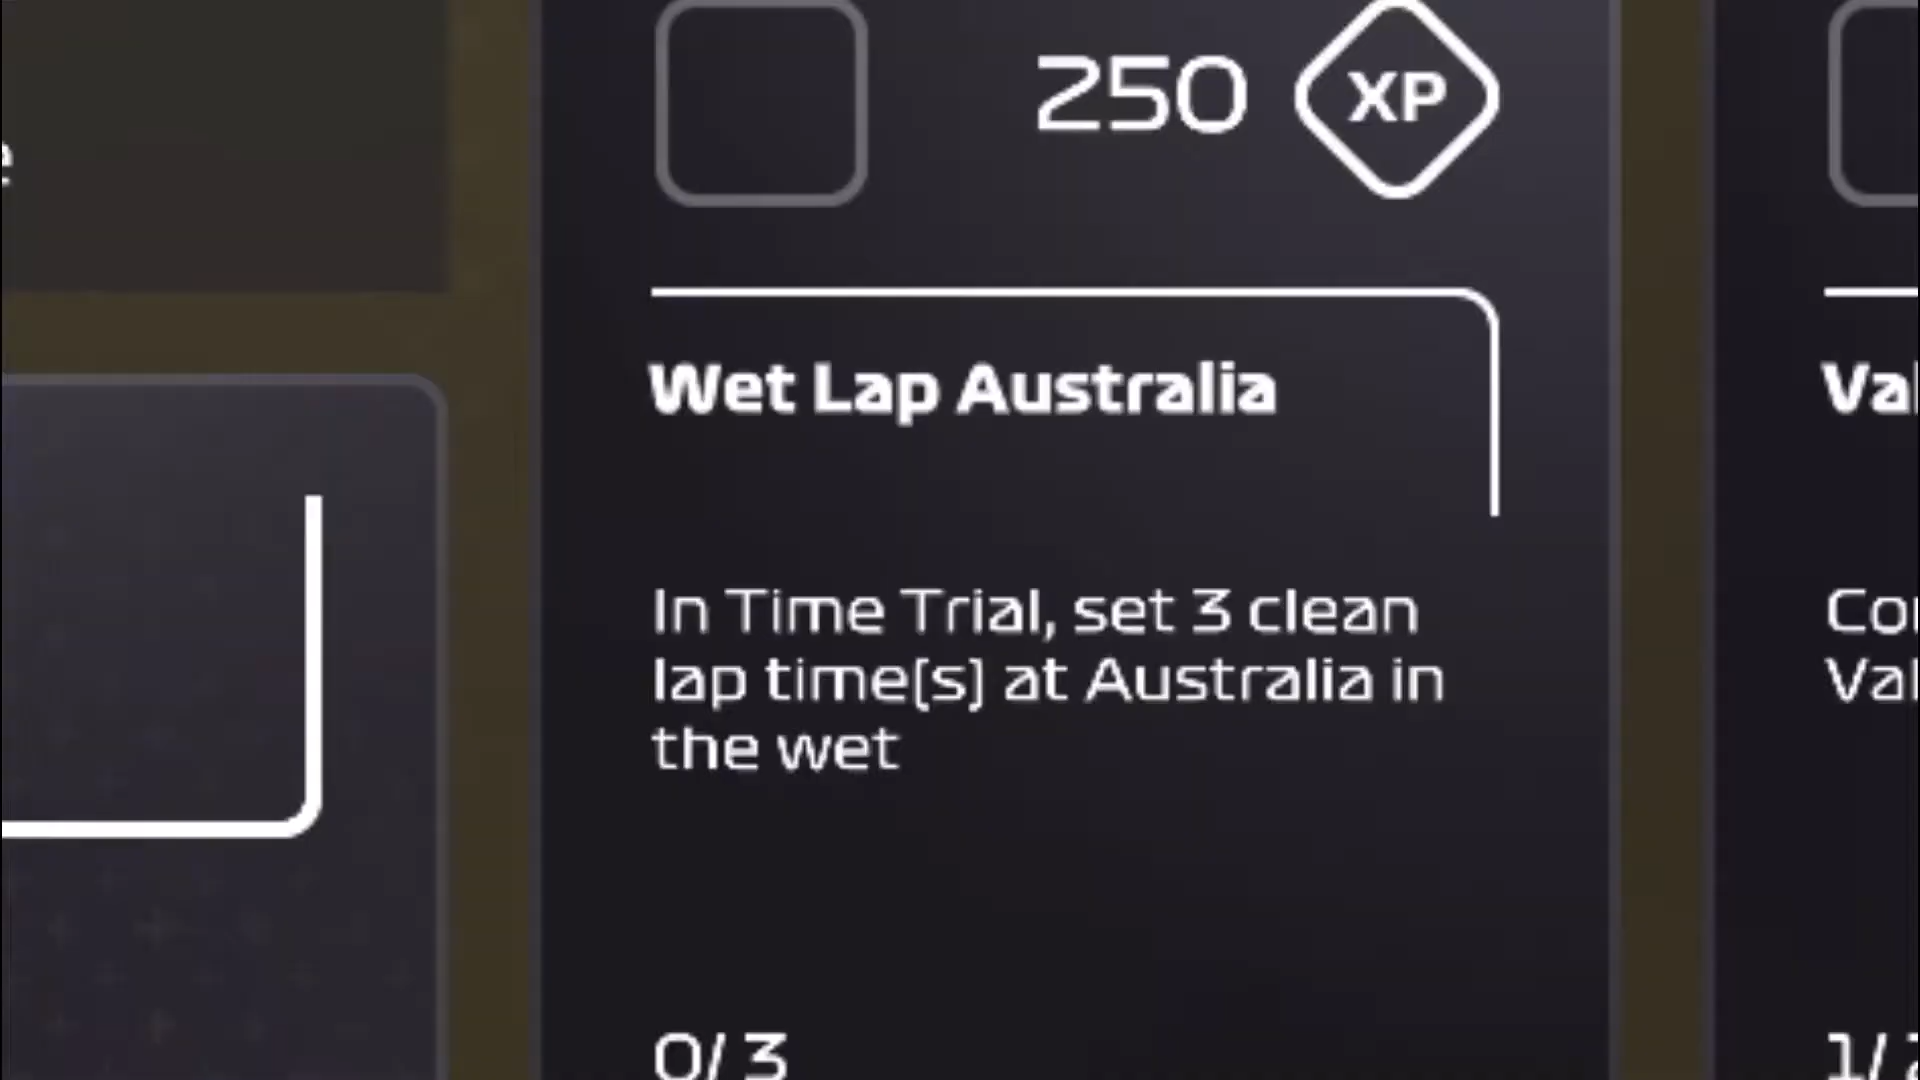 250 XP
Wet Lap Australia
In Time Trial, set 3 clean
lap time(s) at Australia in
the wet
0/3